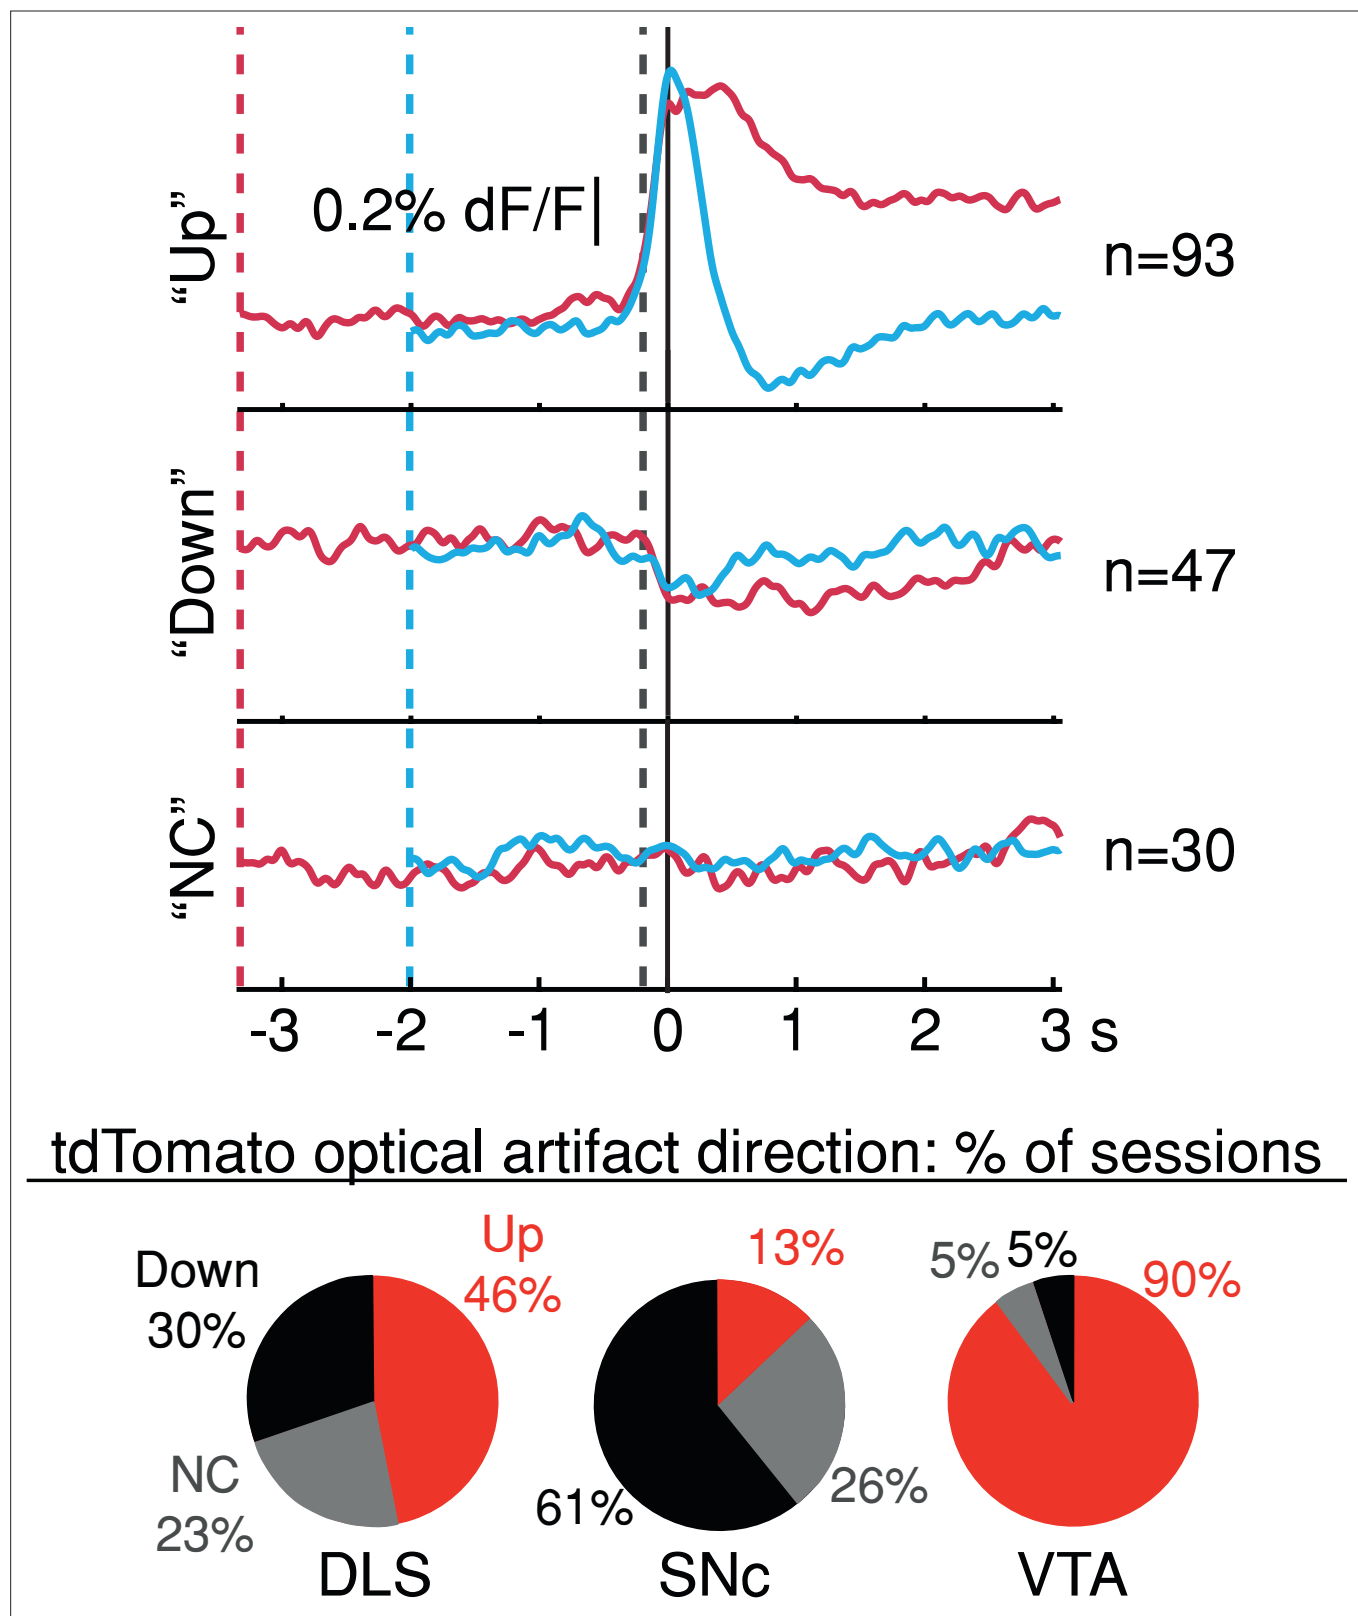 “Up”
0.2% dF/F
n=93
“Down”
n=47
“NC”
n=30
-3 -2 -1 0 1 2 3 s
tdTomato optical artifact direction: % of sessions
Down
30%
Up
46%
NC
23%
DLS
13%
26%
61%
SNc
5%
5%
90%
VTA